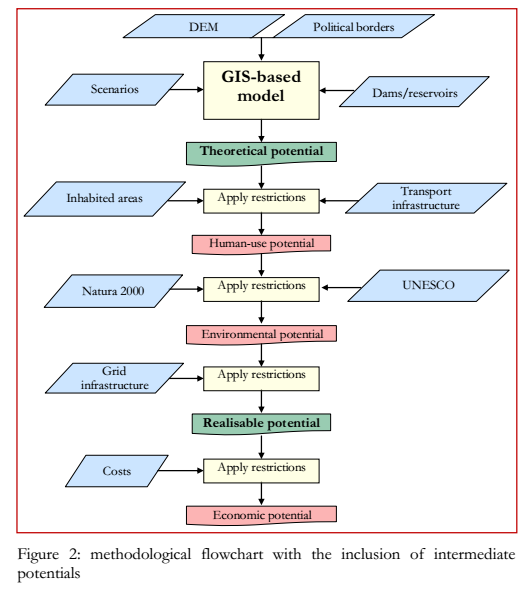 DEM
Political borders
GIS-based
model
Scenarios
Dams/reservoirs
Theoretical potential
Inhabited areas
Apply restrictions
Transport
infrastructure
Human-use potential
Natura 2000
Apply restrictions
UNESCO
Environmental potential
Grid
infrastructure
Apply restrictions
Realisable potential
Costs
Apply restrictions
Economic potential
Figure 2: methodological flowchart with the inclusion of intermediate
potentials